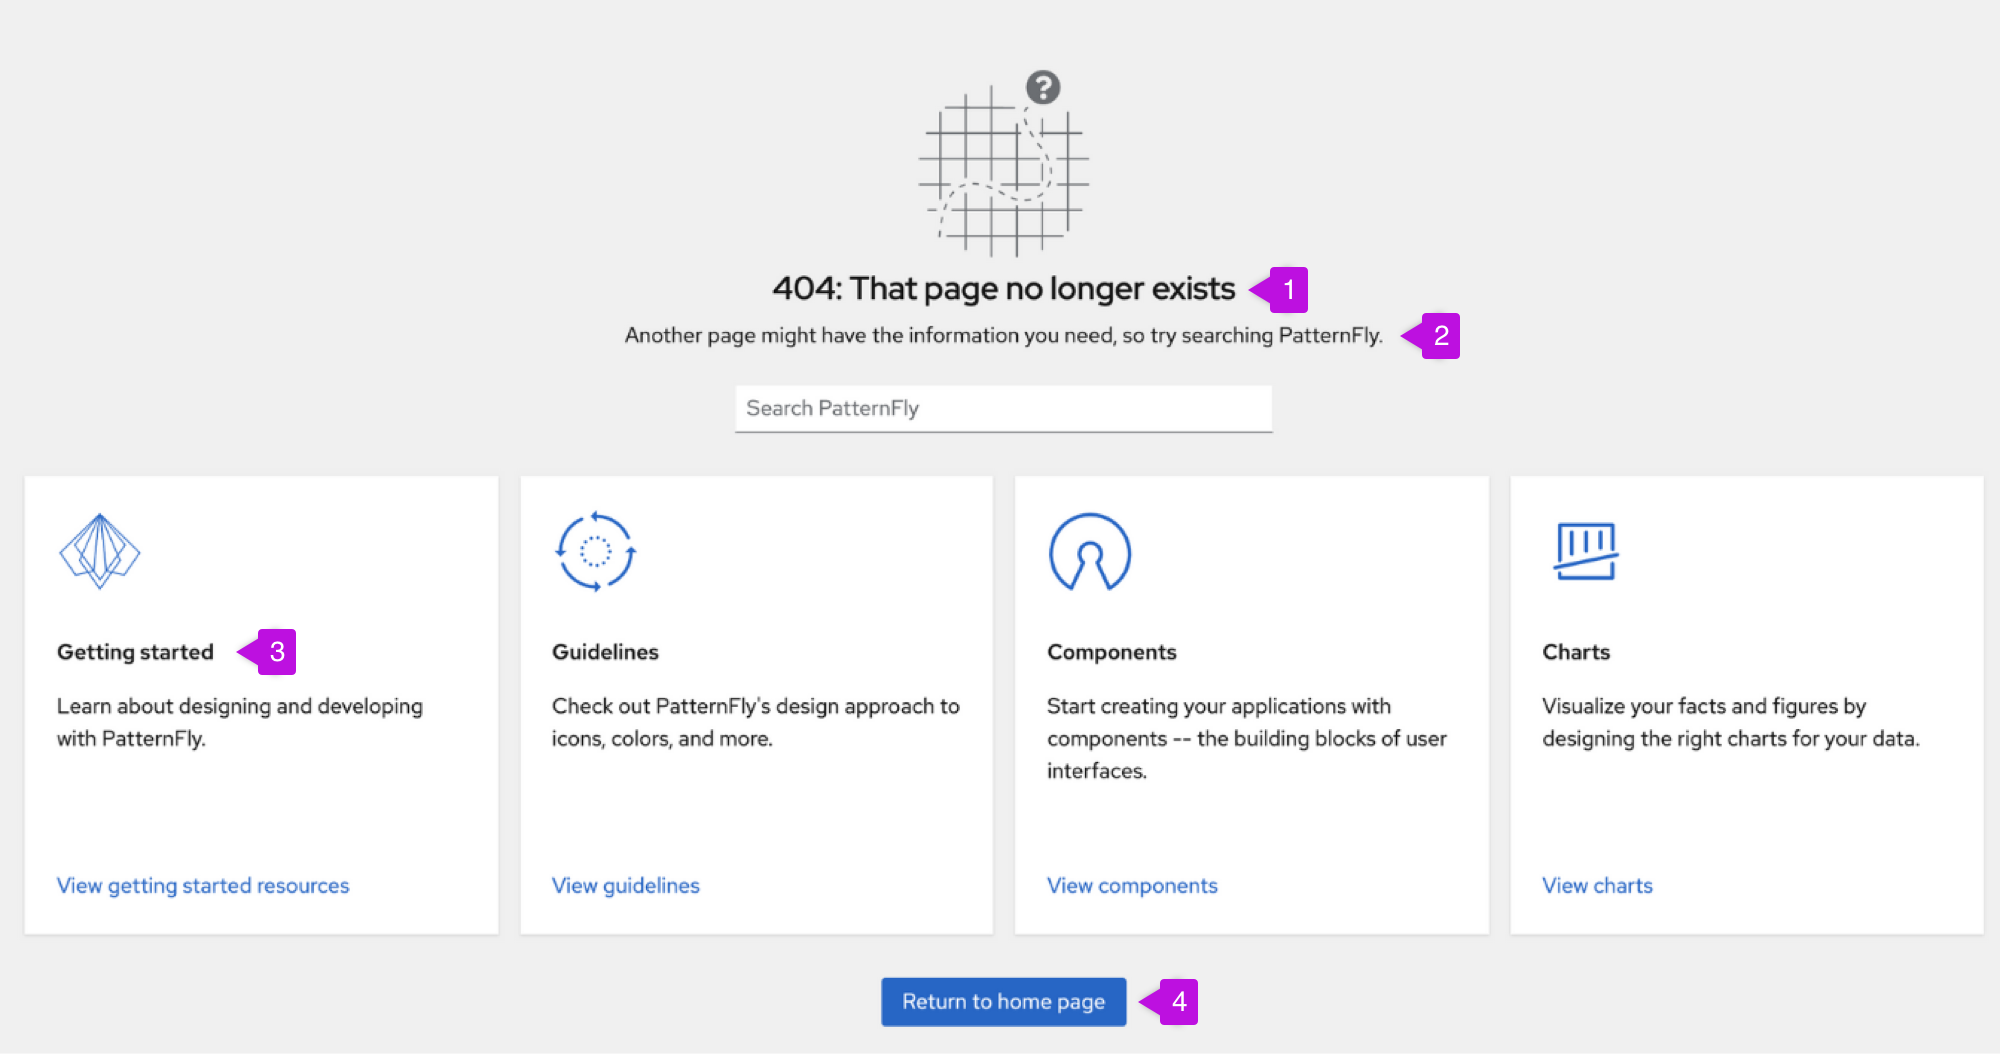 ?
404: That page no longer exists
1
Another page might have the information you need, so try searching PatternFly.
2
Search PatternFly
Getting started
3
Learn about designing and developing
with PatternFly.
View getting started resources
Guidelines
Check out PatternFly's design approach to
icons, colors, and more.
View guidelines
Components
Start creating your applications with
components -- the building blocks of user
interfaces.
View components
Charts
Visualize your facts and figures by
designing the right charts for your data.
View charts
Return to home page
4